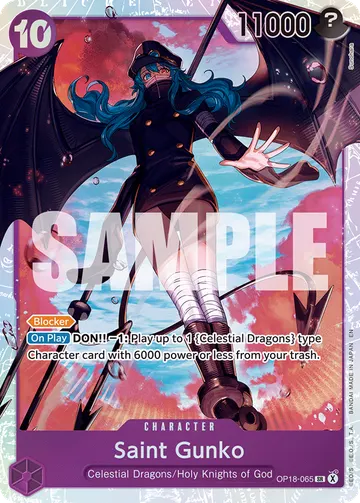 10
11000
?
SAMPLE
Blocker
On Play DON!! −1: Play up to 1 {Celestial Dragons} type
Character card with 6000 power or less from your trash.
CHARACTER
Saint Gunko
OP18-065 SR X
Celestial Dragons/Holy Knights of God